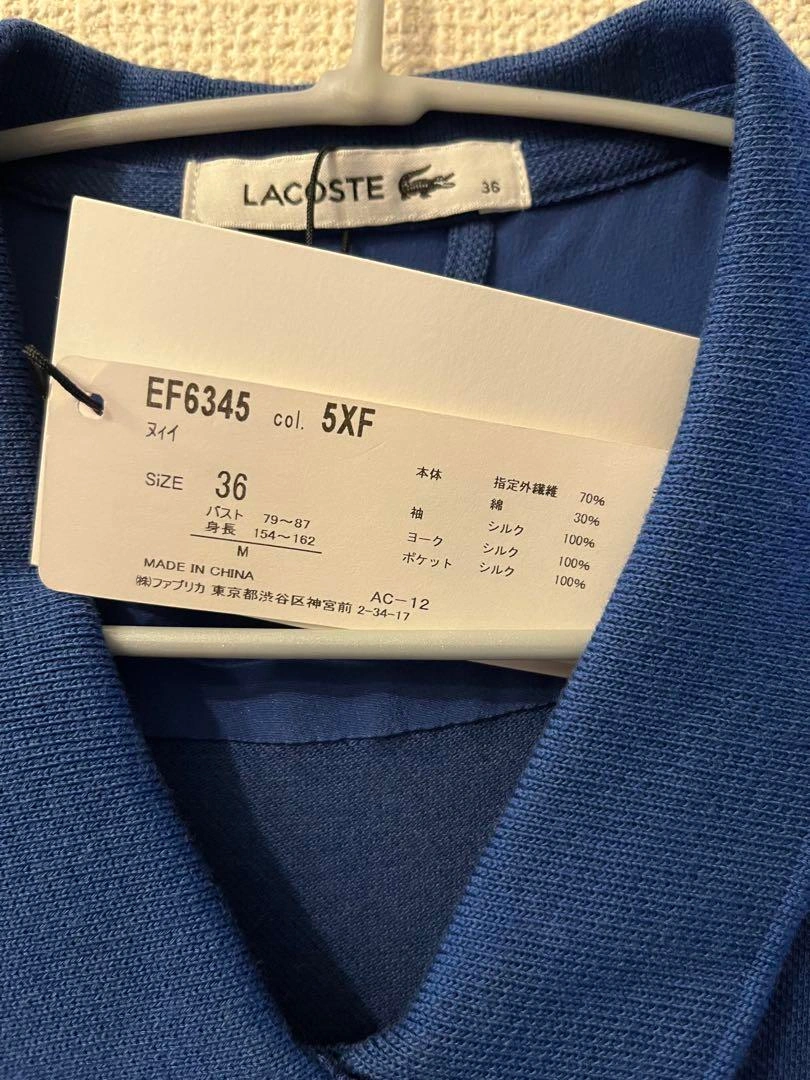 LACOSTE 36
EF6345 col. 5XF
ヌィイ
SiZE 36
バスト 79～87
身長 154～162
M
MADE IN CHINA
㈱ファブリカ 東京都渋谷区神宮前 2-34-17
AC-12
本体 指定外繊維 70%
綿 30%
袖 シルク 100%
ヨーク シルク 100%
ポケット シルク 100%